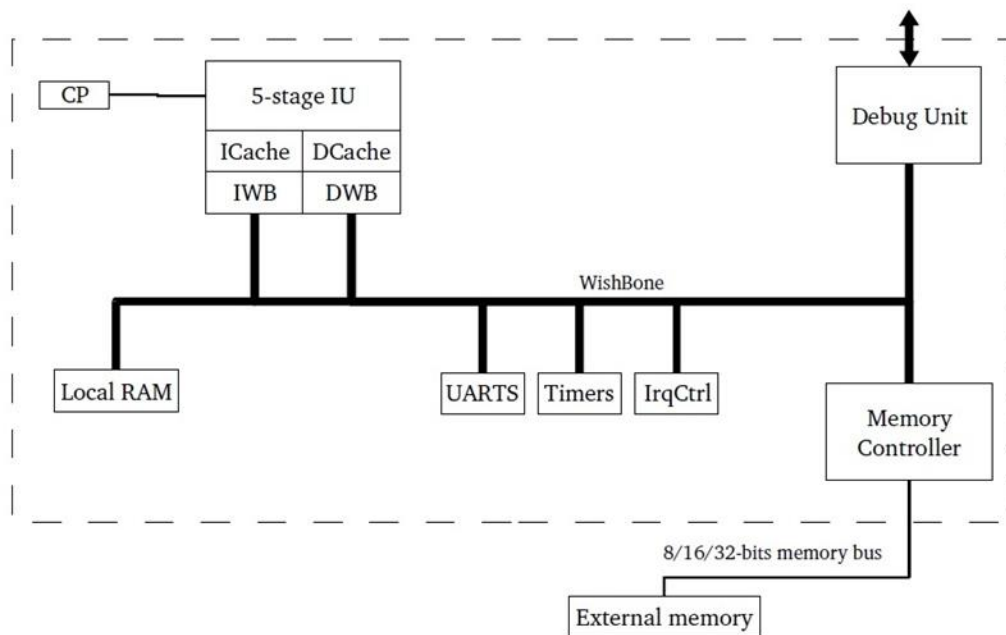 CP
5-stage IU
ICache
DCache
IWB
DWB
Debug Unit
WishBone
Local RAM
UARTS
Timers
IrqCtrl
Memory
Controller
8/16/32-bits memory bus
External memory